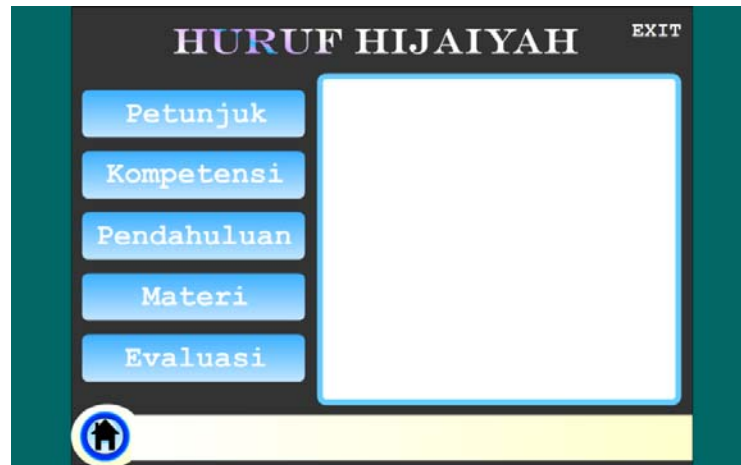 HURUF HIJAIYAH
EXIT
Petunjuk
Kompetensi
Pendahuluan
Materi
Evaluasi